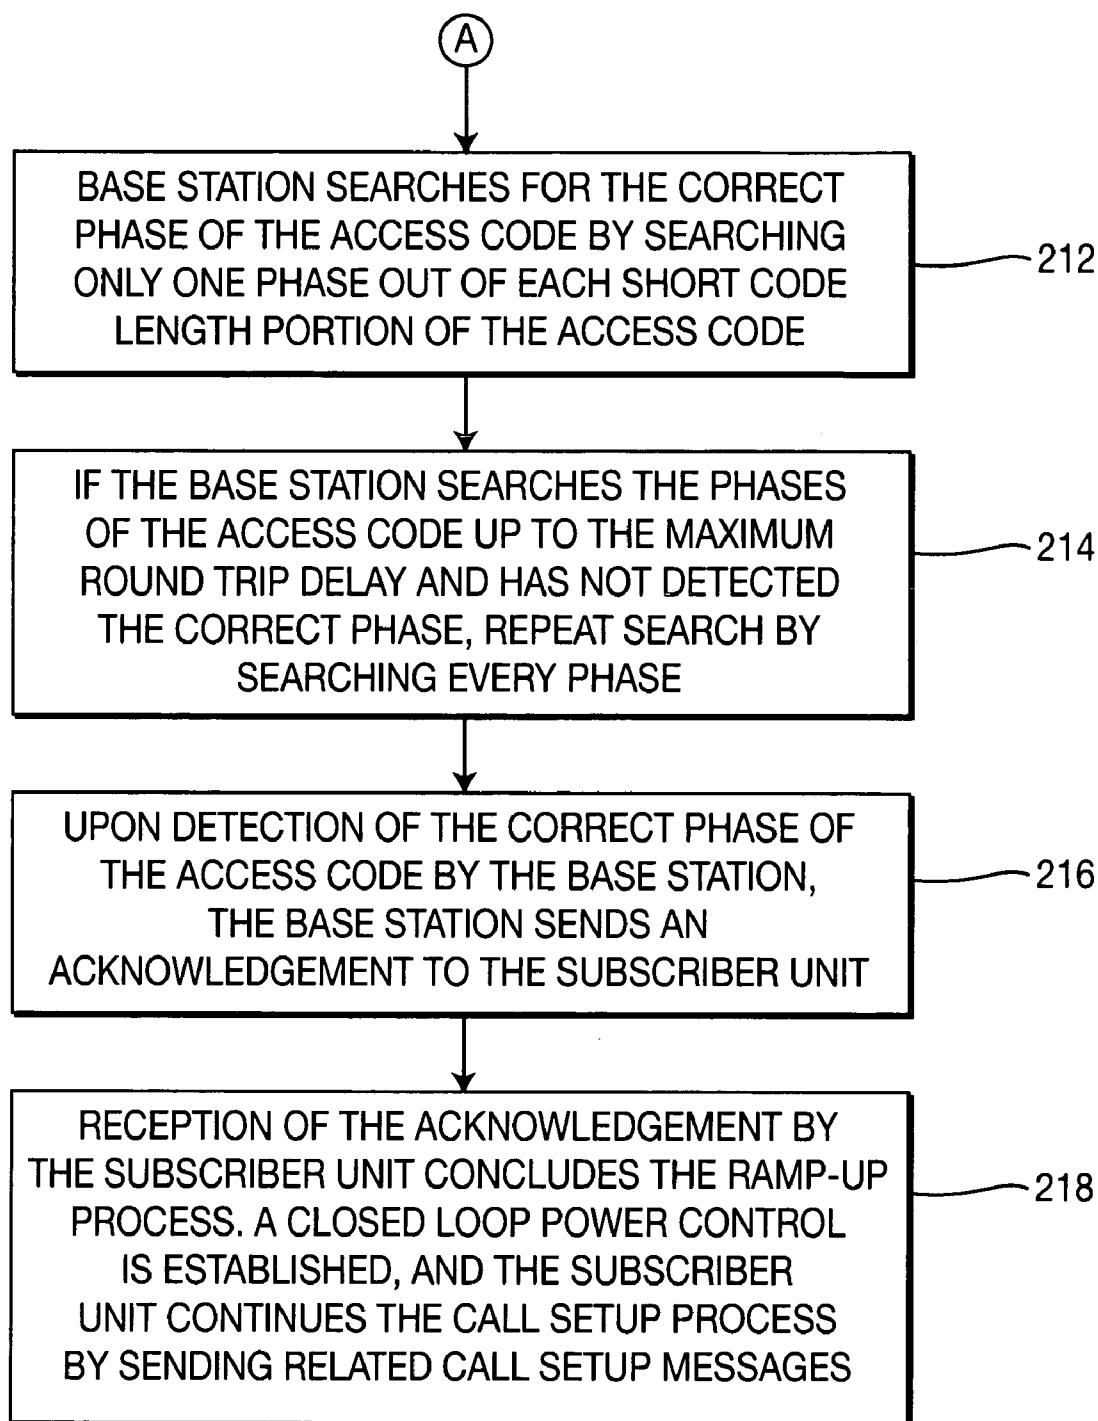 A
BASE STATION SEARCHES FOR THE CORRECT
PHASE OF THE ACCESS CODE BY SEARCHING
ONLY ONE PHASE OUT OF EACH SHORT CODE
LENGTH PORTION OF THE ACCESS CODE
212
IF THE BASE STATION SEARCHES THE PHASES
OF THE ACCESS CODE UP TO THE MAXIMUM
ROUND TRIP DELAY AND HAS NOT DETECTED
THE CORRECT PHASE, REPEAT SEARCH BY
SEARCHING EVERY PHASE
214
UPON DETECTION OF THE CORRECT PHASE OF
THE ACCESS CODE BY THE BASE STATION,
THE BASE STATION SENDS AN
ACKNOWLEDGEMENT TO THE SUBSCRIBER UNIT
216
RECEPTION OF THE ACKNOWLEDGEMENT BY
THE SUBSCRIBER UNIT CONCLUDES THE RAMP-UP
PROCESS. A CLOSED LOOP POWER CONTROL
IS ESTABLISHED, AND THE SUBSCRIBER
UNIT CONTINUES THE CALL SETUP PROCESS
BY SENDING RELATED CALL SETUP MESSAGES
218